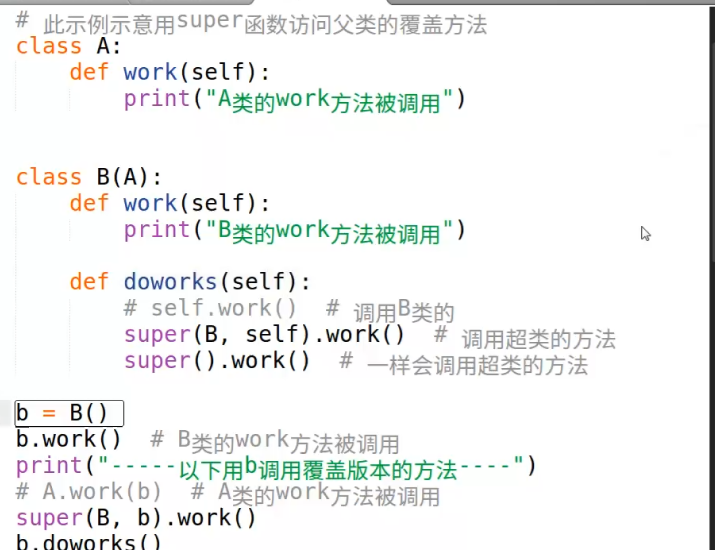 # 此示例示意用super函数访问父类的覆盖方法
class A:
    def work(self):
        print("A类的work方法被调用")
class B(A):
    def work(self):
        print("B类的work方法被调用")
    def doworks(self):
        # self.work()  # 调用B类的
        super(B, self).work()  # 调用超类的方法
        super().work()  # 一样会调用超类的方法
b = B()
b.work()  # B类的work方法被调用
print("-----以下用b调用覆盖版本的方法----")
# A.work(b)  # A类的work方法被调用
super(B, b).work()
b.doworks()